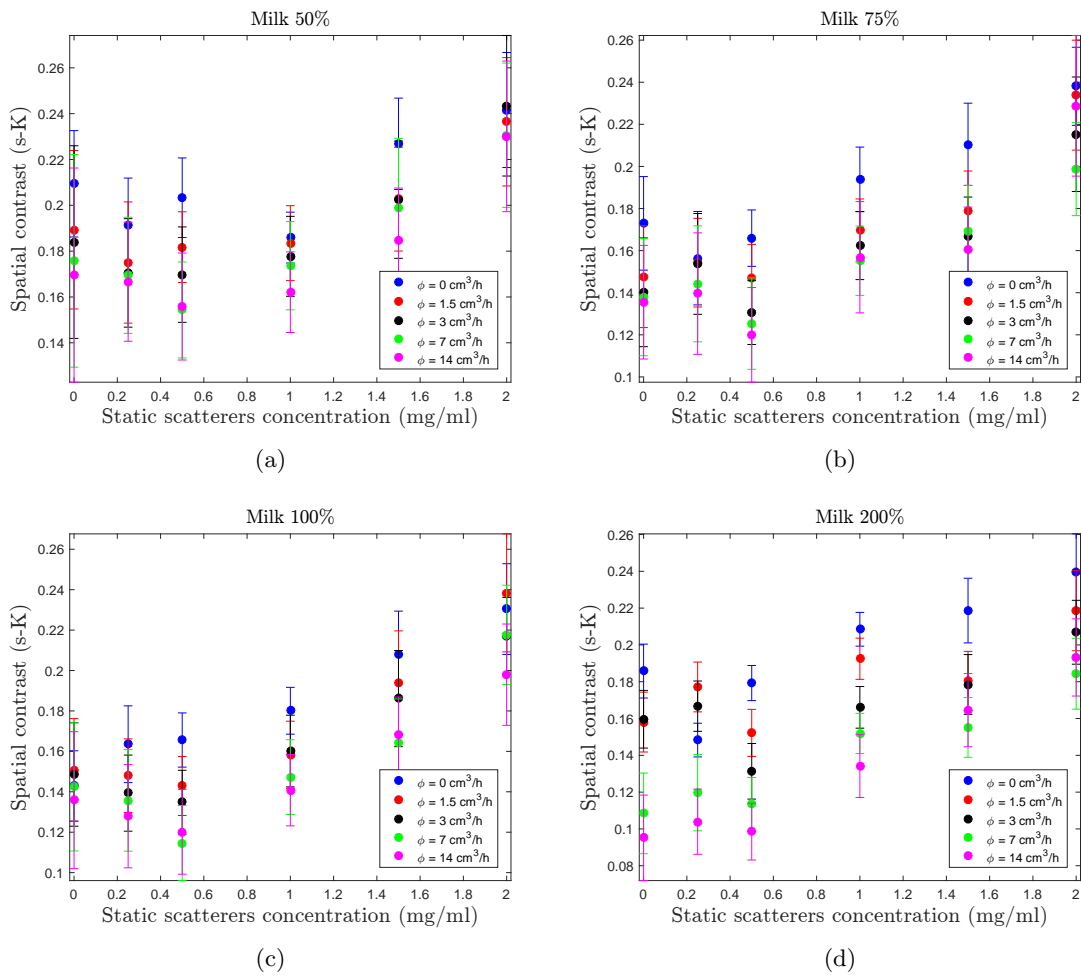 Milk 50%
Spatial contrast (s-K)
0.26
0.24
0.22
0.2
0.18
0.16
0.14
0 0.2 0.4 0.6 0.8 1.0 1.2 1.4 1.6 1.8 2
Static scatterers concentration (mg/ml)
ϕ = 0 cm³/h
ϕ = 1.5 cm³/h
ϕ = 3 cm³/h
ϕ = 7 cm³/h
ϕ = 14 cm³/h
(a)
Milk 75%
Spatial contrast (s-K)
0.26
0.24
0.22
0.2
0.18
0.16
0.14
0.12
0.1
0 0.2 0.4 0.6 0.8 1.0 1.2 1.4 1.6 1.8 2
Static scatterers concentration (mg/ml)
ϕ = 0 cm³/h
ϕ = 1.5 cm³/h
ϕ = 3 cm³/h
ϕ = 7 cm³/h
ϕ = 14 cm³/h
(b)
Milk 100%
Spatial contrast (s-K)
0.26
0.24
0.22
0.2
0.18
0.16
0.14
0.12
0.1
0 0.2 0.4 0.6 0.8 1.0 1.2 1.4 1.6 1.8 2
Static scatterers concentration (mg/ml)
ϕ = 0 cm³/h
ϕ = 1.5 cm³/h
ϕ = 3 cm³/h
ϕ = 7 cm³/h
ϕ = 14 cm³/h
(c)
Milk 200%
Spatial contrast (s-K)
0.26
0.24
0.22
0.2
0.18
0.16
0.14
0.12
0.1
0.08
0 0.2 0.4 0.6 0.8 1.0 1.2 1.4 1.6 1.8 2
Static scatterers concentration (mg/ml)
ϕ = 0 cm³/h
ϕ = 1.5 cm³/h
ϕ = 3 cm³/h
ϕ = 7 cm³/h
ϕ = 14 cm³/h
(d)